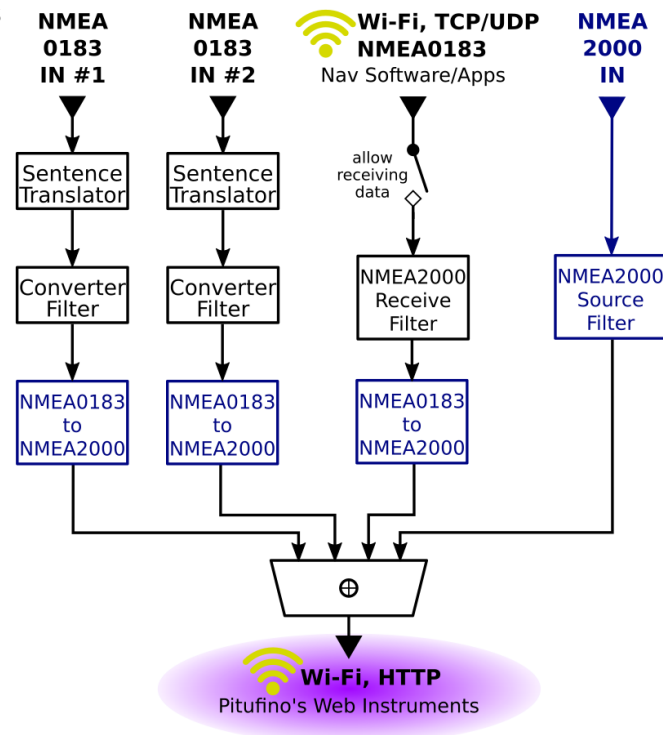 NMEA
0183
IN #1
NMEA
0183
IN #2
Wi-Fi, TCP/UDP
NMEA0183
Nav Software/Apps
NMEA
2000
IN
allow
receiving
data
Sentence
Translator
Sentence
Translator
Converter
Filter
Converter
Filter
NMEA2000
Receive
Filter
NMEA2000
Source
Filter
NMEA0183
to
NMEA2000
NMEA0183
to
NMEA2000
NMEA0183
to
NMEA2000
Wi-Fi, HTTP
Pitufino's Web Instruments